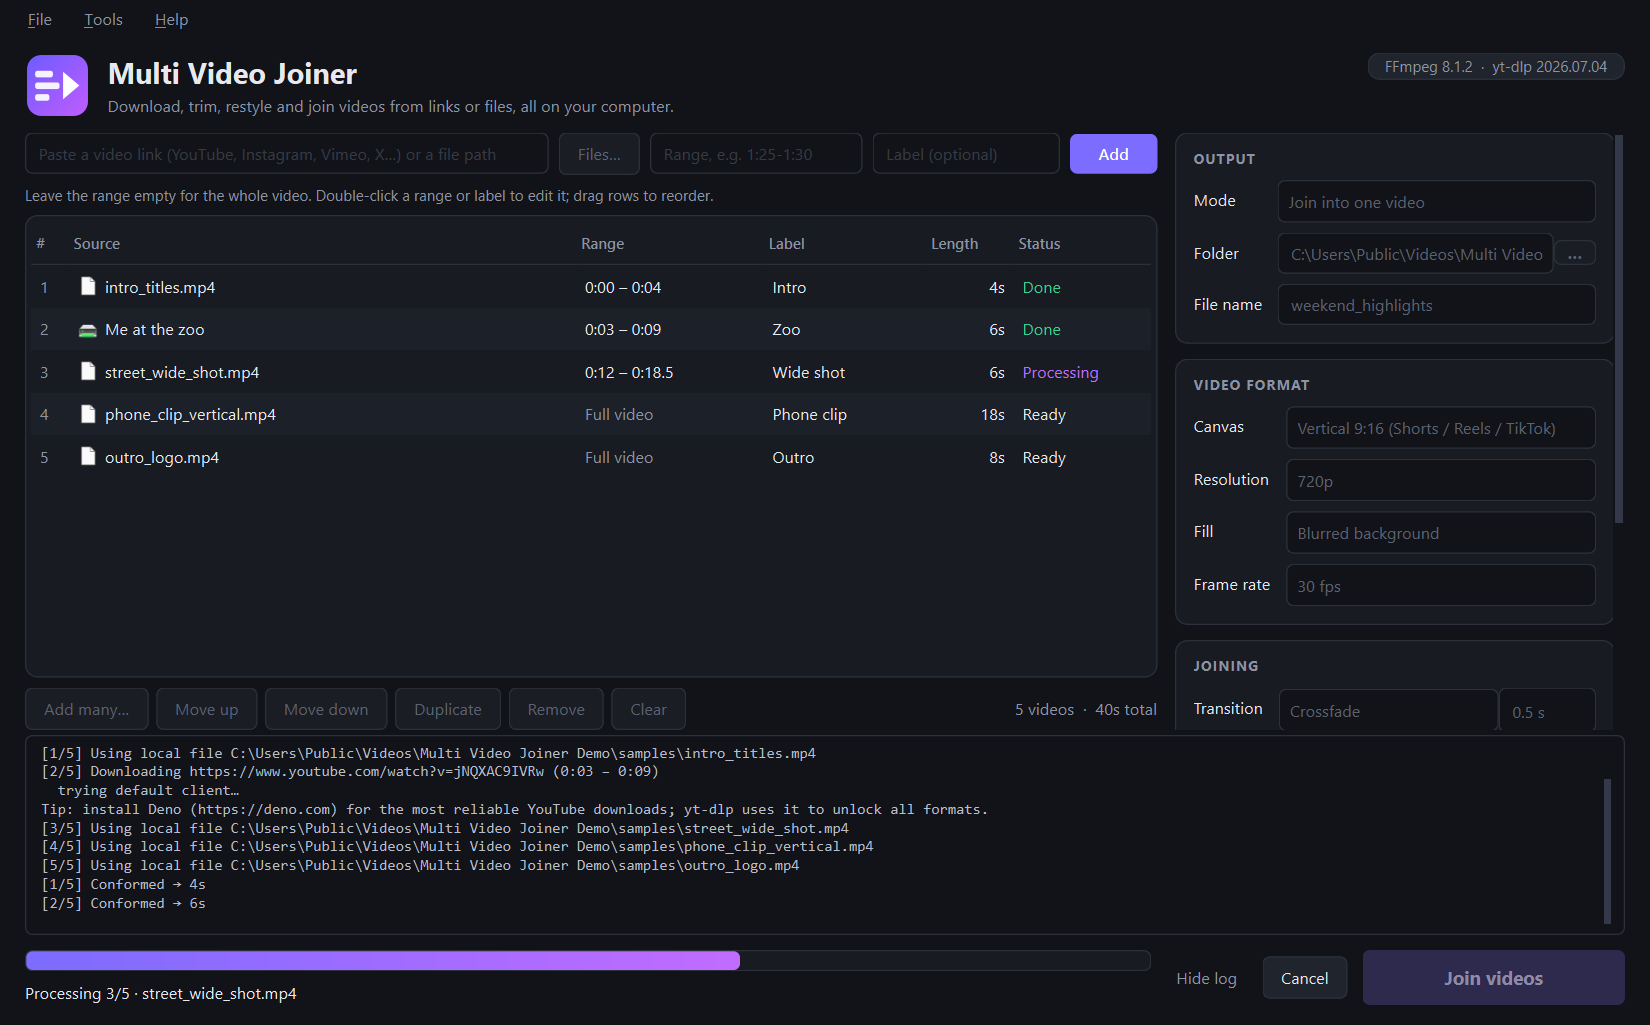 File Tools Help
Multi Video Joiner
Download, trim, restyle and join videos from links or files, all on your computer.
FFmpeg 8.1.2 · yt-dlp 2026.07.04
Paste a video link (YouTube, Instagram, Vimeo, X...) or a file path Files... Range, e.g. 1:25-1:30 Label (optional) Add
Leave the range empty for the whole video. Double-click a range or label to edit it; drag rows to reorder.
# Source Range Label Length Status
1 intro_titles.mp4 0:00 – 0:04 Intro 4s Done
2 Me at the zoo 0:03 – 0:09 Zoo 6s Done
3 street_wide_shot.mp4 0:12 – 0:18.5 Wide shot 6s Processing
4 phone_clip_vertical.mp4 Full video Phone clip 18s Ready
5 outro_logo.mp4 Full video Outro 8s Ready
Add many... Move up Move down Duplicate Remove Clear 5 videos · 40s total
OUTPUT
Mode Join into one video
Folder C:\Users\Public\Videos\Multi Video ...
File name weekend_highlights
VIDEO FORMAT
Canvas Vertical 9:16 (Shorts / Reels / TikTok)
Resolution 720p
Fill Blurred background
Frame rate 30 fps
JOINING
Transition Crossfade 0.5 s
[1/5] Using local file C:\Users\Public\Videos\Multi Video Joiner Demo\samples\intro_titles.mp4
[2/5] Downloading https://www.youtube.com/watch?v=jNQXAC9IVRw (0:03 – 0:09)
trying default client…
Tip: install Deno (https://deno.com) for the most reliable YouTube downloads; yt-dlp uses it to unlock all formats.
[3/5] Using local file C:\Users\Public\Videos\Multi Video Joiner Demo\samples\street_wide_shot.mp4
[4/5] Using local file C:\Users\Public\Videos\Multi Video Joiner Demo\samples\phone_clip_vertical.mp4
[5/5] Using local file C:\Users\Public\Videos\Multi Video Joiner Demo\samples\outro_logo.mp4
[1/5] Conformed → 4s
[2/5] Conformed → 6s
Processing 3/5 · street_wide_shot.mp4
Hide log Cancel Join videos